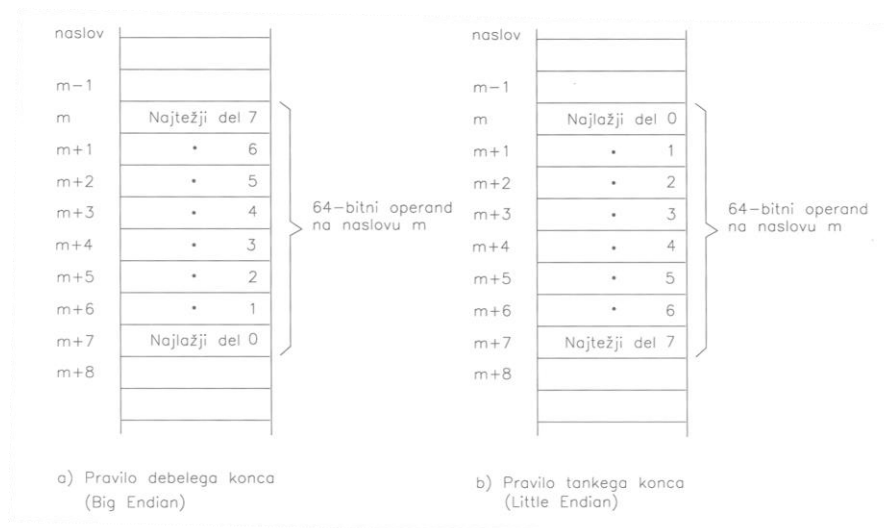 naslov
m-1
m Najtežji del 7
m+1 • 6
m+2 • 5
m+3 • 4
m+4 • 3
m+5 • 2
m+6 • 1
m+7 Najlažji del 0
m+8
64-bitni operand
na naslovu m
a) Pravilo debelega konca
(Big Endian)
naslov
m-1
m Najlažji del 0
m+1 • 1
m+2 • 2
m+3 • 3
m+4 • 4
m+5 • 5
m+6 • 6
m+7 Najtežji del 7
m+8
64-bitni operand
na naslovu m
b) Pravilo tankega konca
(Little Endian)